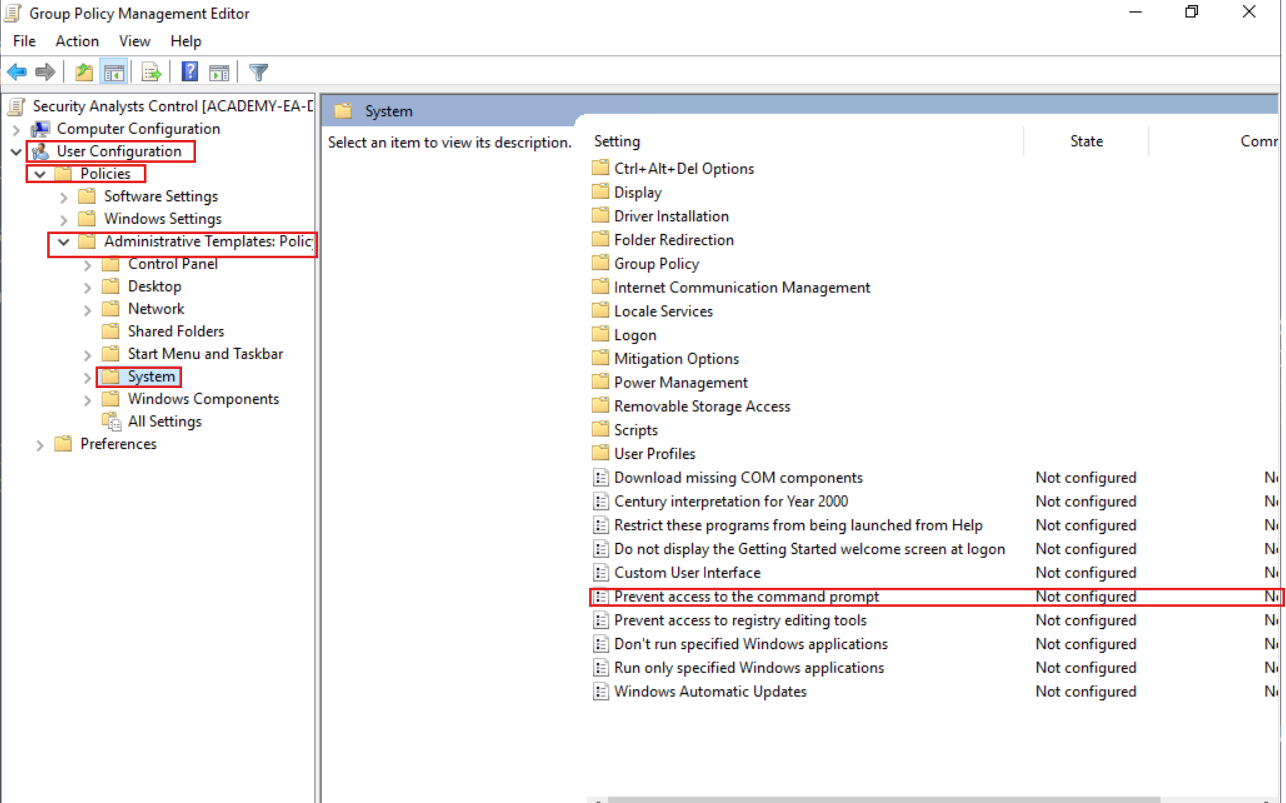 Group Policy Management Editor
File Action View Help
Security Analysts Control [ACADEMY-EA-D
Computer Configuration
User Configuration
Policies
Software Settings
Windows Settings
Administrative Templates: Polic
Control Panel
Desktop
Network
Shared Folders
Start Menu and Taskbar
System
Windows Components
All Settings
Preferences
System
Select an item to view its description.
Setting State Comm
Ctrl+Alt+Del Options
Display
Driver Installation
Folder Redirection
Group Policy
Internet Communication Management
Locale Services
Logon
Mitigation Options
Power Management
Removable Storage Access
Scripts
User Profiles
Download missing COM components Not configured
Century interpretation for Year 2000 Not configured
Restrict these programs from being launched from Help Not configured
Do not display the Getting Started welcome screen at logon Not configured
Custom User Interface Not configured
Prevent access to the command prompt Not configured
Prevent access to registry editing tools Not configured
Don't run specified Windows applications Not configured
Run only specified Windows applications Not configured
Windows Automatic Updates Not configured